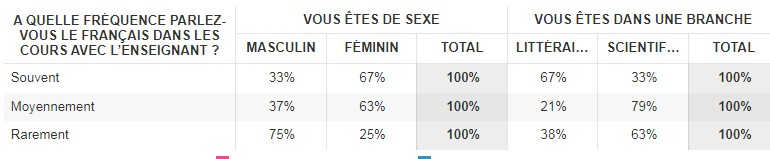 A QUELLE FRÉQUENCE PARLEZ-
VOUS LE FRANÇAIS DANS LES
COURS AVEC L'ENSEIGNANT ?
VOUS ÊTES DE SEXE
VOUS ÊTES DANS UNE BRANCHE
MASCULIN FÉMININ TOTAL LITTÉRAI... SCIENTIF... TOTAL
Souvent 33% 67% 100% 67% 33% 100%
Moyennement 37% 63% 100% 21% 79% 100%
Rarement 75% 25% 100% 38% 63% 100%